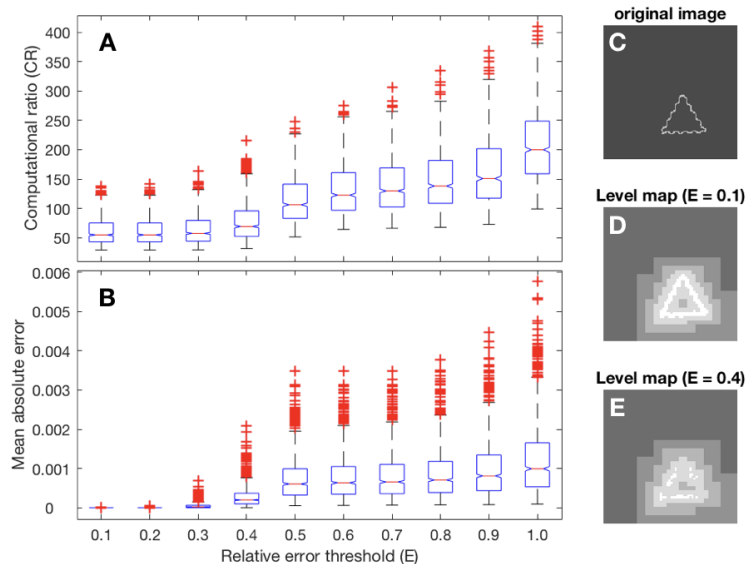 A
Computational ratio (CR)
400
350
300
250
200
150
100
50
B
Mean absolute error
0.006
0.005
0.004
0.003
0.002
0.001
0
0.1 0.2 0.3 0.4 0.5 0.6 0.7 0.8 0.9 1.0
Relative error threshold (E)
original image
C
Level map (E = 0.1)
D
Level map (E = 0.4)
E